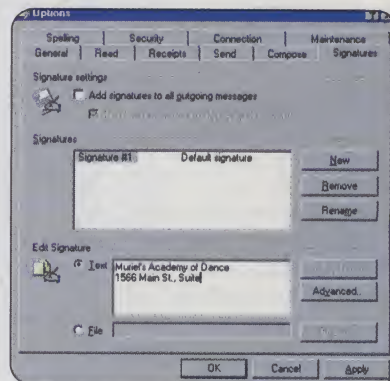 Options
Spelling Security Connection Maintenance
General Read Receipts Send Compose Signatures
Signature settings
Add signatures to all outgoing messages
Signatures
Signature #1 Default signature
New
Remove
Rename
Edit Signature
Text Muriel's Academy of Dance
1566 Main St., Suite
Advanced...
File
OK Cancel Apply